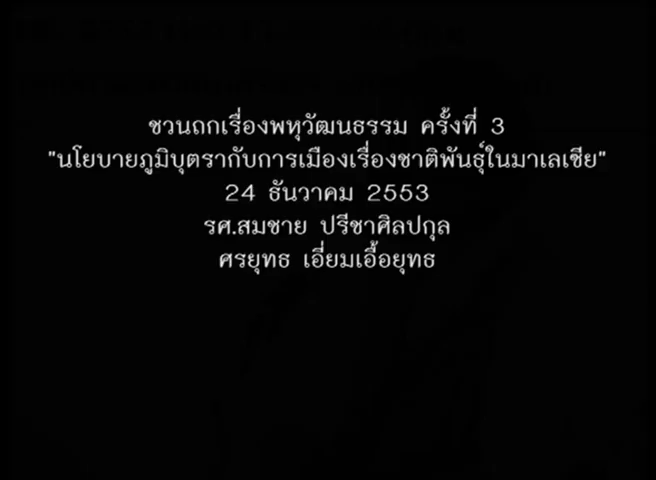 ชวนถกเรื่องพหุวัฒนธรรม ครั้งที่ 3
"นโยบายภูมิบุตรากับการเมืองเรื่องชาติพันธุ์ในมาเลเซีย"
24 ธันวาคม 2553
รศ.สมชาย ปรีชาศิลปกุล
ศรยุทธ เอี่ยมเอื้อยุทธ